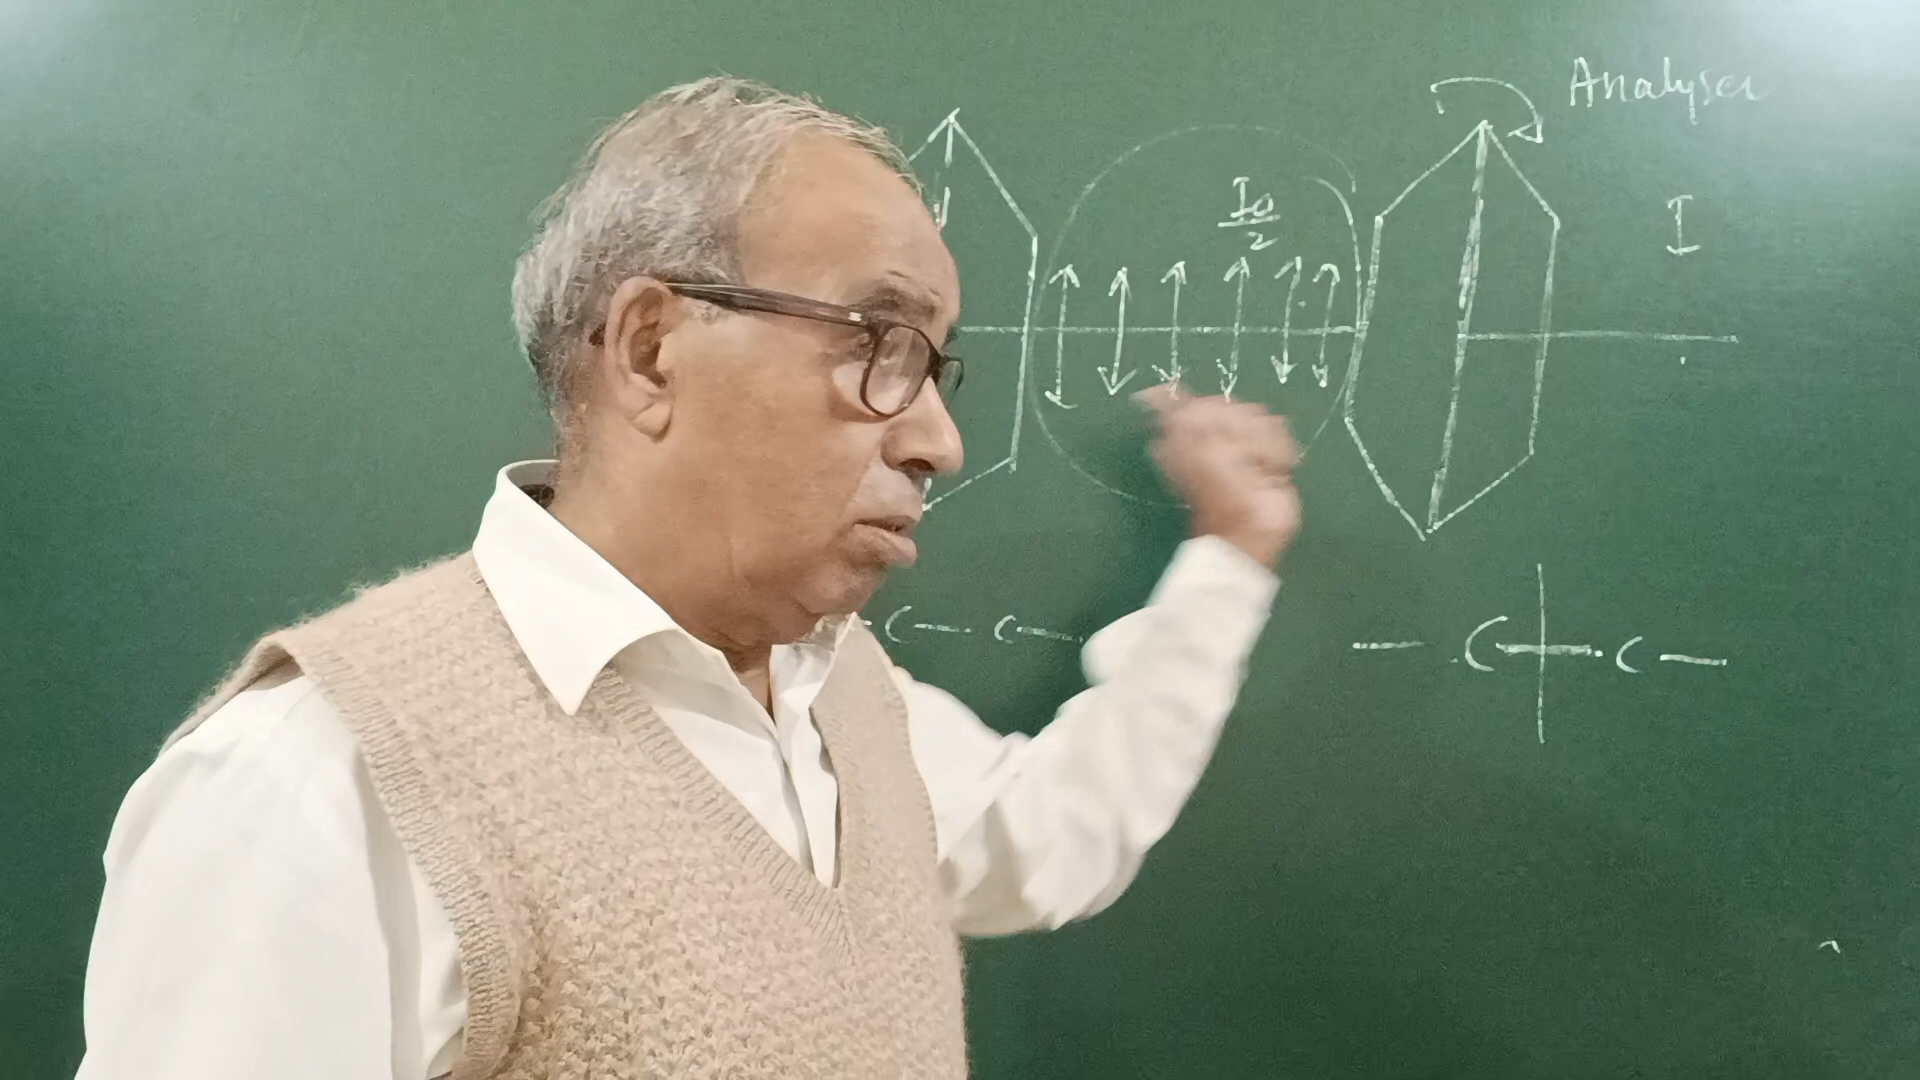 Analyser
I₀/2
I
— C — C —
— C — C —